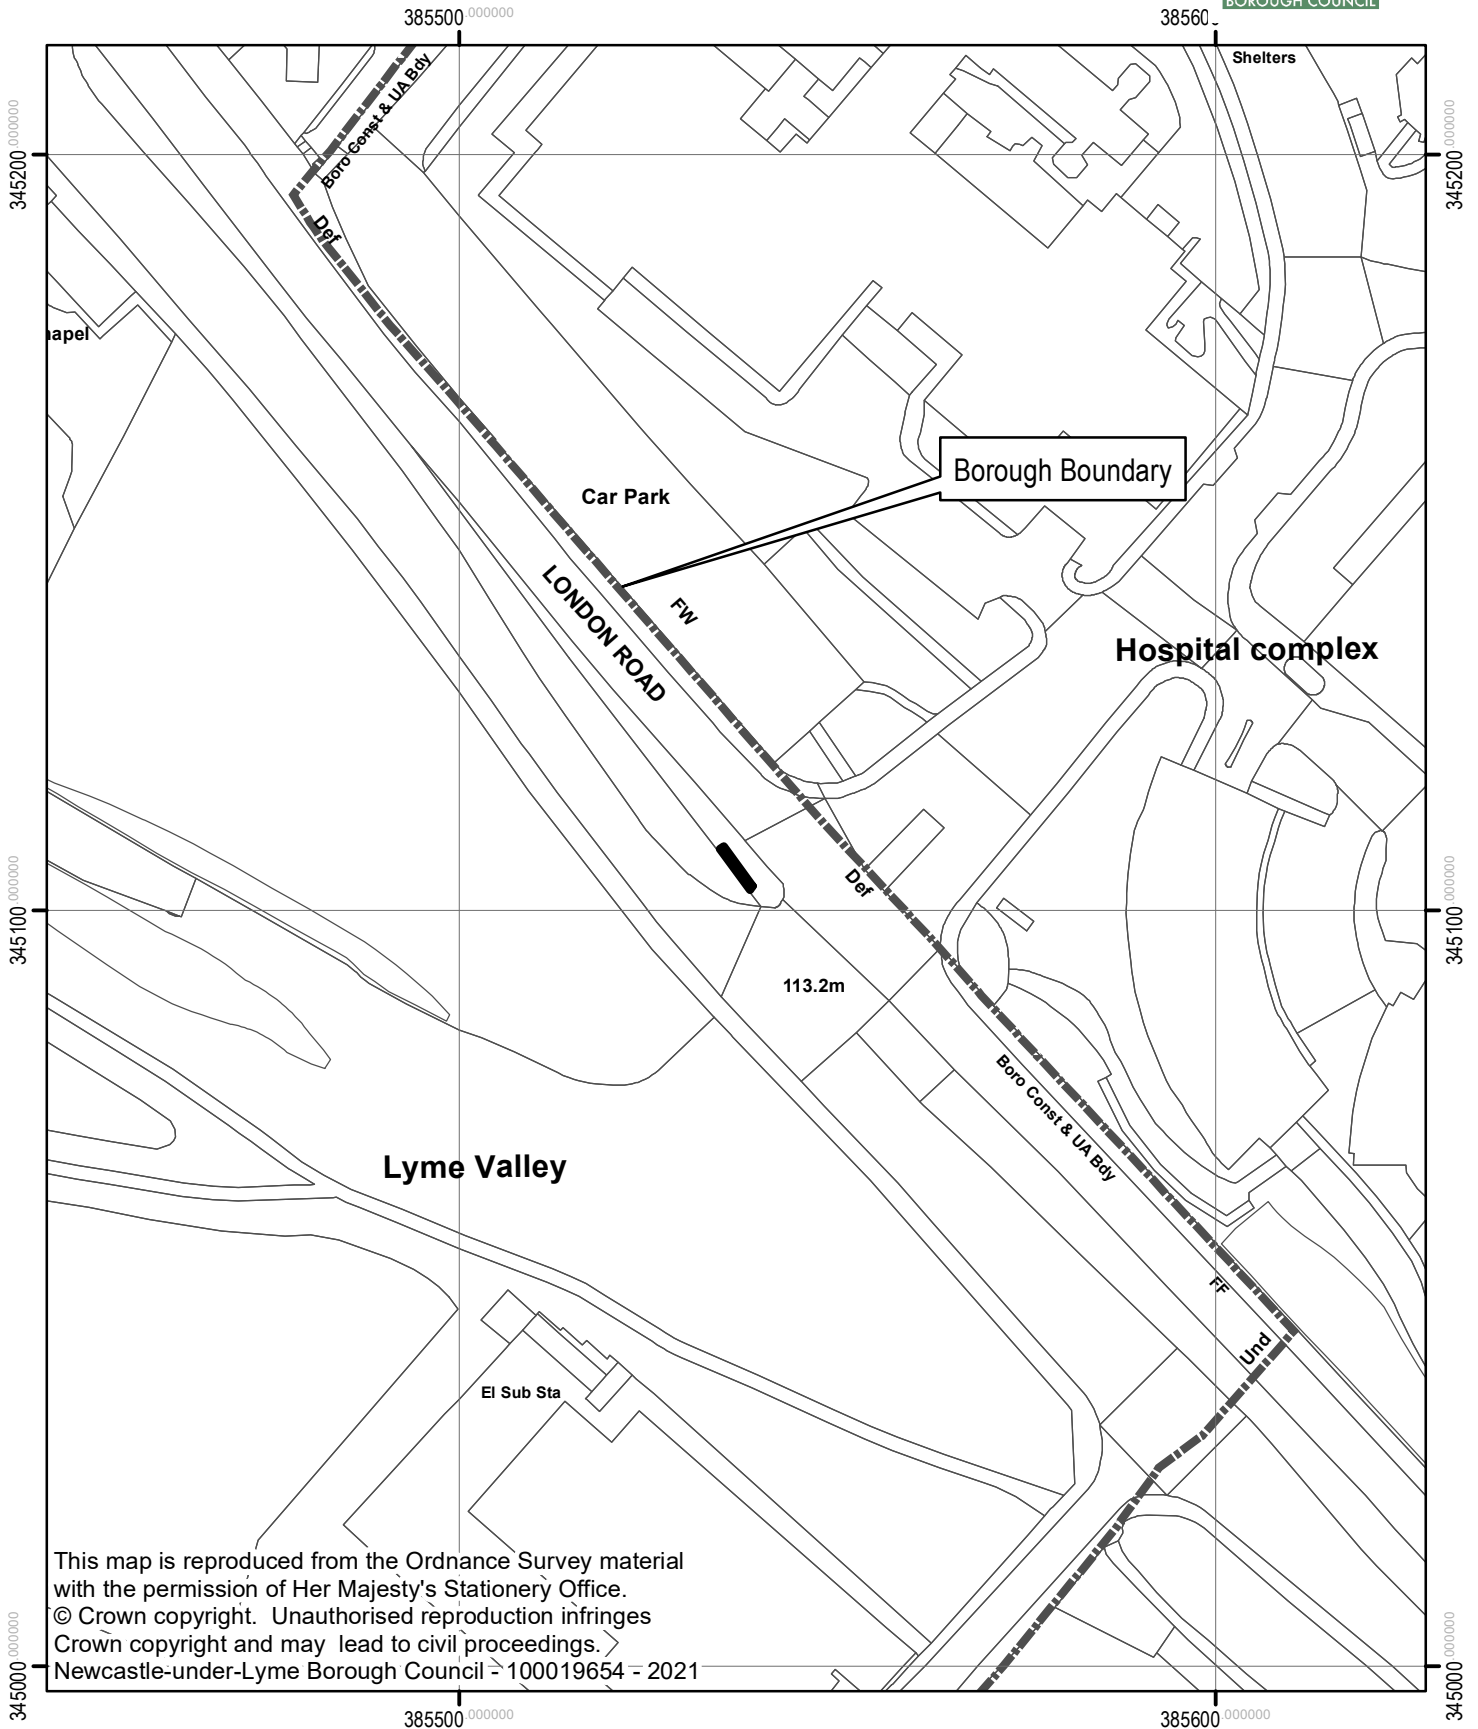 BOROUGH COUNCIL
385500.000000
38560
345200.000000
345200.000000
Shelters
Boro Const & UA Bdy
Def
hapel
Borough Boundary
Car Park
LONDON ROAD
FW
Hospital complex
Def
345100.000000
345100.000000
113.2m
Boro Const & UA Bdy
Lyme Valley
FF
Und
El Sub Sta
This map is reproduced from the Ordnance Survey material
with the permission of Her Majesty's Stationery Office.
© Crown copyright. Unauthorised reproduction infringes
Crown copyright and may lead to civil proceedings.
Newcastle-under-Lyme Borough Council - 100019654 - 2021
345000.000000
345000.000000
385500.000000
385600.000000